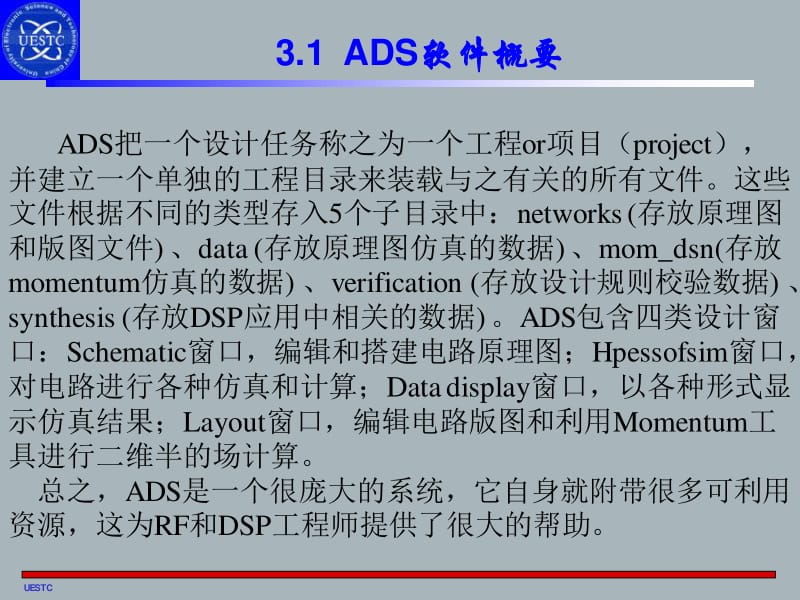 UESTC
University of Electronic Science and Technology of China
3.1 ADS软件概要
ADS把一个设计任务称之为一个工程or项目（project），
并建立一个单独的工程目录来装载与之有关的所有文件。这些
文件根据不同的类型存入5个子目录中：networks (存放原理图
和版图文件) 、data (存放原理图仿真的数据) 、mom_dsn(存放
momentum仿真的数据) 、verification (存放设计规则校验数据) 、
synthesis (存放DSP应用中相关的数据) 。ADS包含四类设计窗
口：Schematic窗口，编辑和搭建电路原理图；Hpessofsim窗口，
对电路进行各种仿真和计算；Data display窗口，以各种形式显
示仿真结果；Layout窗口，编辑电路版图和利用Momentum工
具进行二维半的场计算。
总之，ADS是一个很庞大的系统，它自身就附带很多可利用
资源，这为RF和DSP工程师提供了很大的帮助。
UESTC